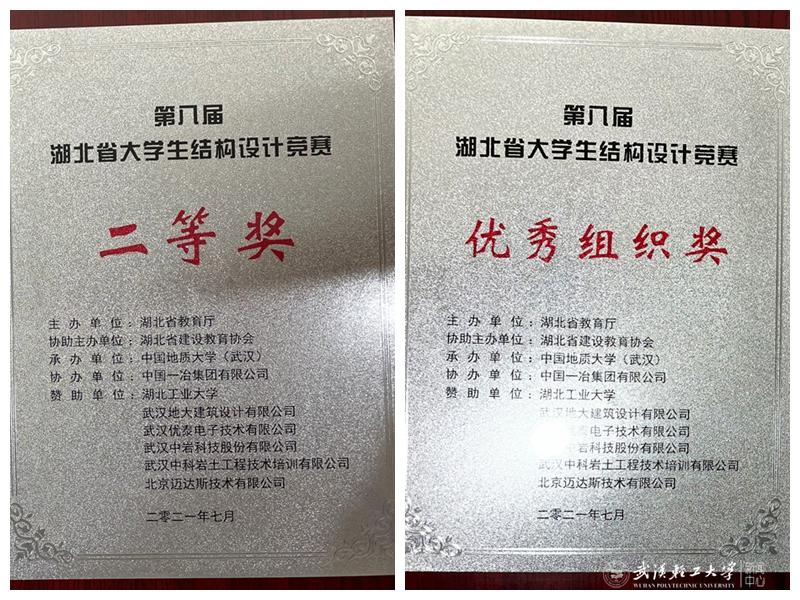 第八届
湖北省大学生结构设计竞赛
二等奖
主办单位：湖北省教育厅
协助主办单位：湖北省建设教育协会
承办单位：中国地质大学（武汉）
协办单位：中国一冶集团有限公司
赞助单位：湖北工业大学
武汉地大建筑设计有限公司
武汉优泰电子技术有限公司
武汉中岩科技股份有限公司
武汉中科岩土工程技术培训有限公司
北京迈达斯技术有限公司
二零二一年七月
第八届
湖北省大学生结构设计竞赛
优秀组织奖
主办单位：湖北省教育厅
协助主办单位：湖北省建设教育协会
承办单位：中国地质大学（武汉）
协办单位：中国一冶集团有限公司
赞助单位：湖北工业大学
武汉地大建筑设计有限公司
泰电子技术有限公司
中岩科技股份有限公司
武汉中科岩土工程技术培训有限公司
北京迈达斯技术有限公司
二零二一年七月
武汉轻工大学
WUHAN POLYTECHNIC UNIVERSITY
新闻
中心